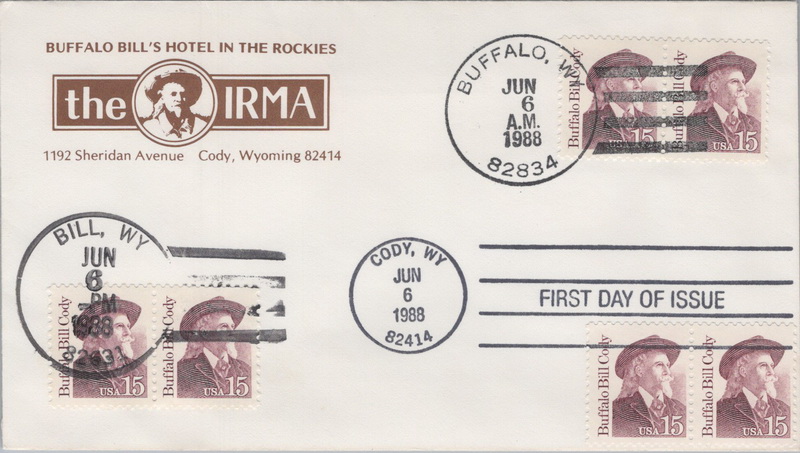 BUFFALO BILL'S HOTEL IN THE ROCKIES
the IRMA
1192 Sheridan Avenue Cody, Wyoming 82414
BUFFALO, WY
JUN
6
A.M.
1988
82834
Buffalo Bill Cody
USA 15
Buffalo Bill Cody
USA 15
BILL, WY
JUN
6
PM
1988
Buffalo Bill Cody
USA 15
Buffalo Bill Cody
USA 15
CODY, WY
JUN
6
1988
82414
FIRST DAY OF ISSUE
Buffalo Bill Cody
USA 15
Buffalo Bill Cody
USA 15